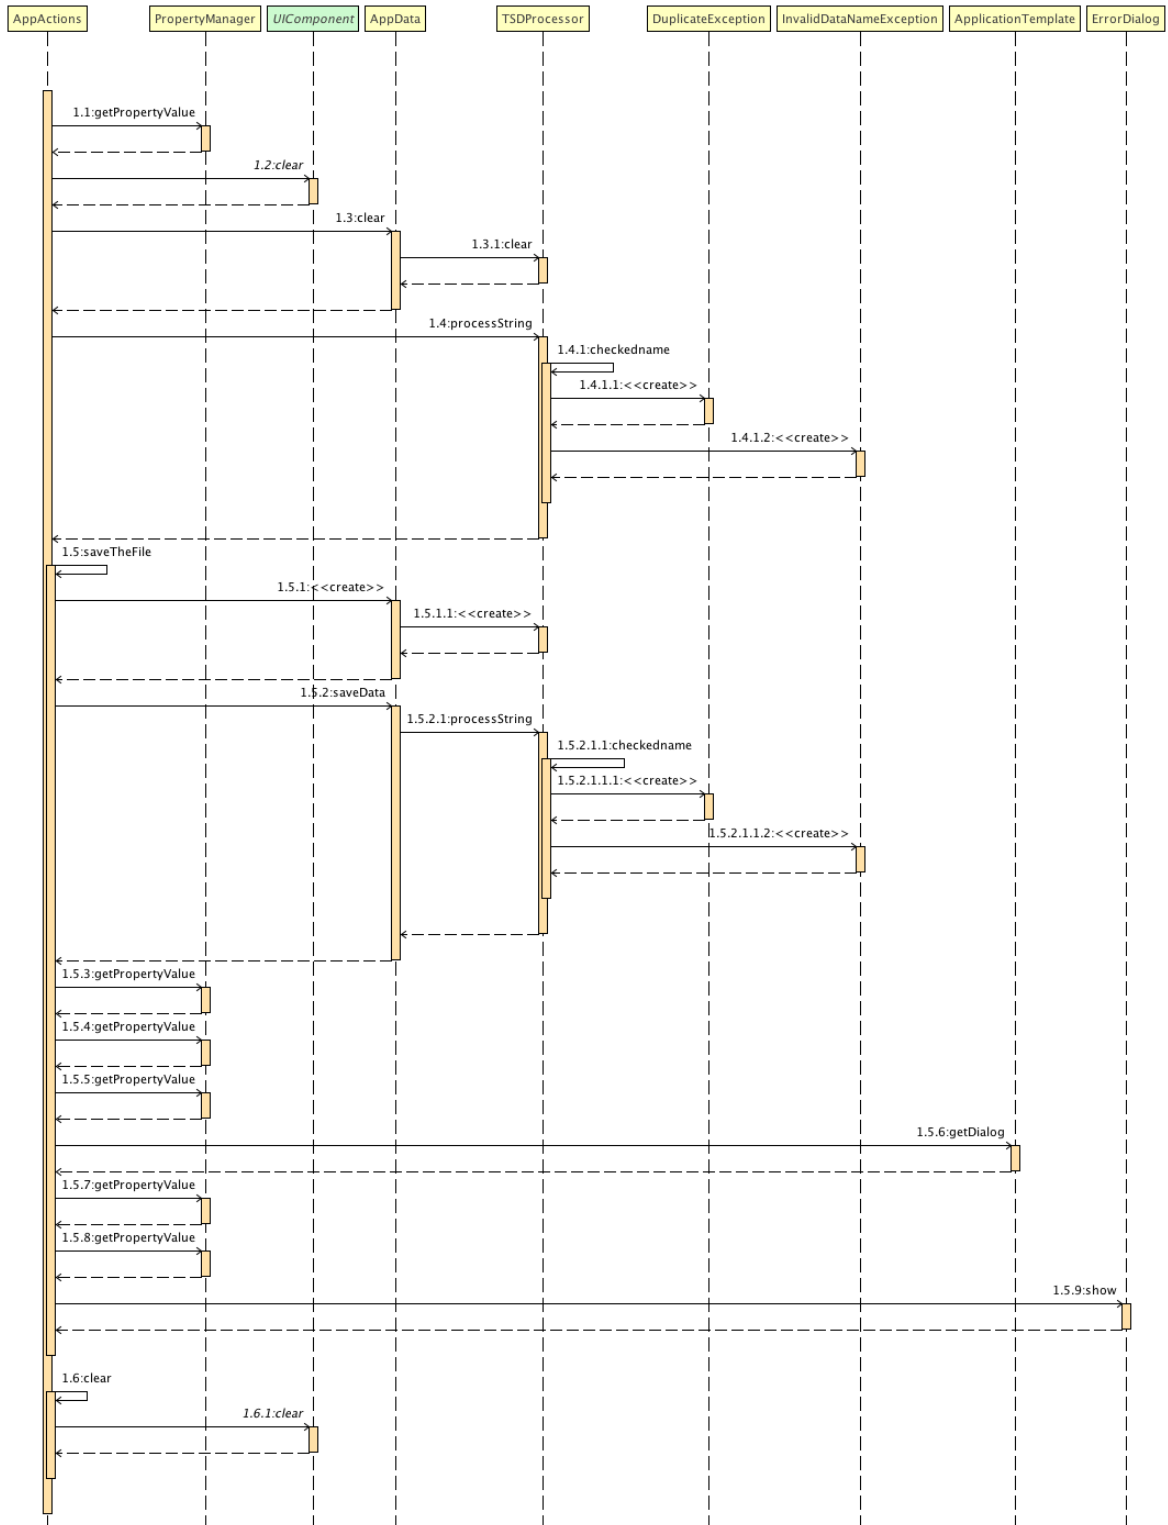 AppActions PropertyManager UIComponent AppData TSDProcessor DuplicateException InvalidDataNameException ApplicationTemplate ErrorDialog
1.1:getPropertyValue
1.2:clear
1.3:clear
1.3.1:clear
1.4:processString
1.4.1:checkedname
1.4.1.1:<<create>>
1.4.1.2:<<create>>
1.5:saveTheFile
1.5.1:<<create>>
1.5.1.1:<<create>>
1.5.2:saveData
1.5.2.1:processString
1.5.2.1.1:checkedname
1.5.2.1.1.1:<<create>>
1.5.2.1.1.2:<<create>>
1.5.3:getPropertyValue
1.5.4:getPropertyValue
1.5.5:getPropertyValue
1.5.6:getDialog
1.5.7:getPropertyValue
1.5.8:getPropertyValue
1.5.9:show
1.6:clear
1.6.1:clear